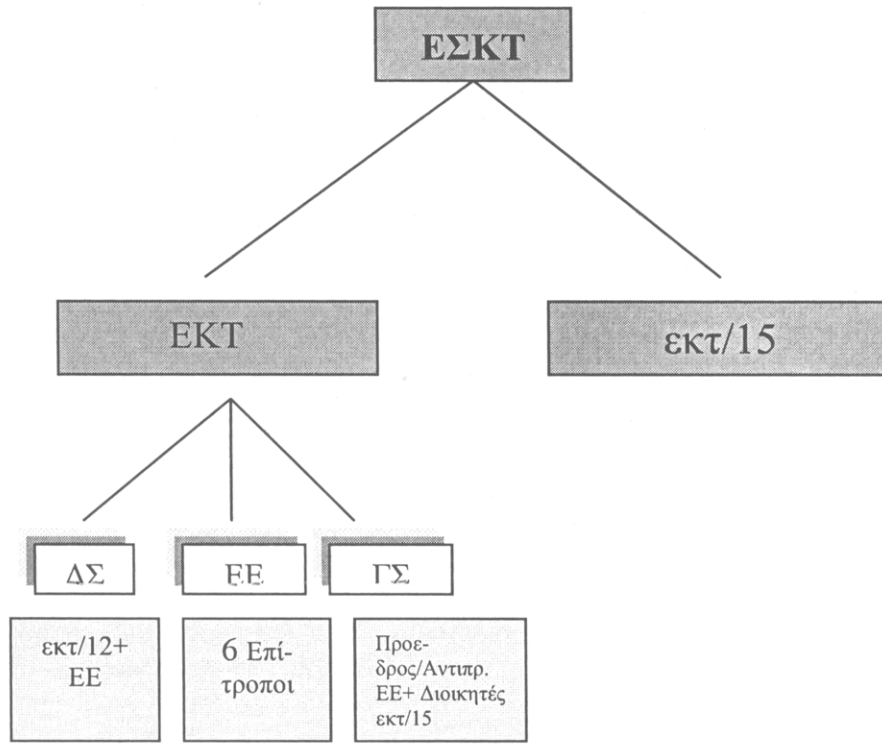 ΕΣΚΤ
ΕΚΤ
εκτ/15
ΔΣ
ΕΕ
ΓΣ
εκτ/12+
ΕΕ
6 Επί-
τροποι
Προε-
δρος/Αντιπρ.
ΕΕ+ Διοικητές
εκτ/15